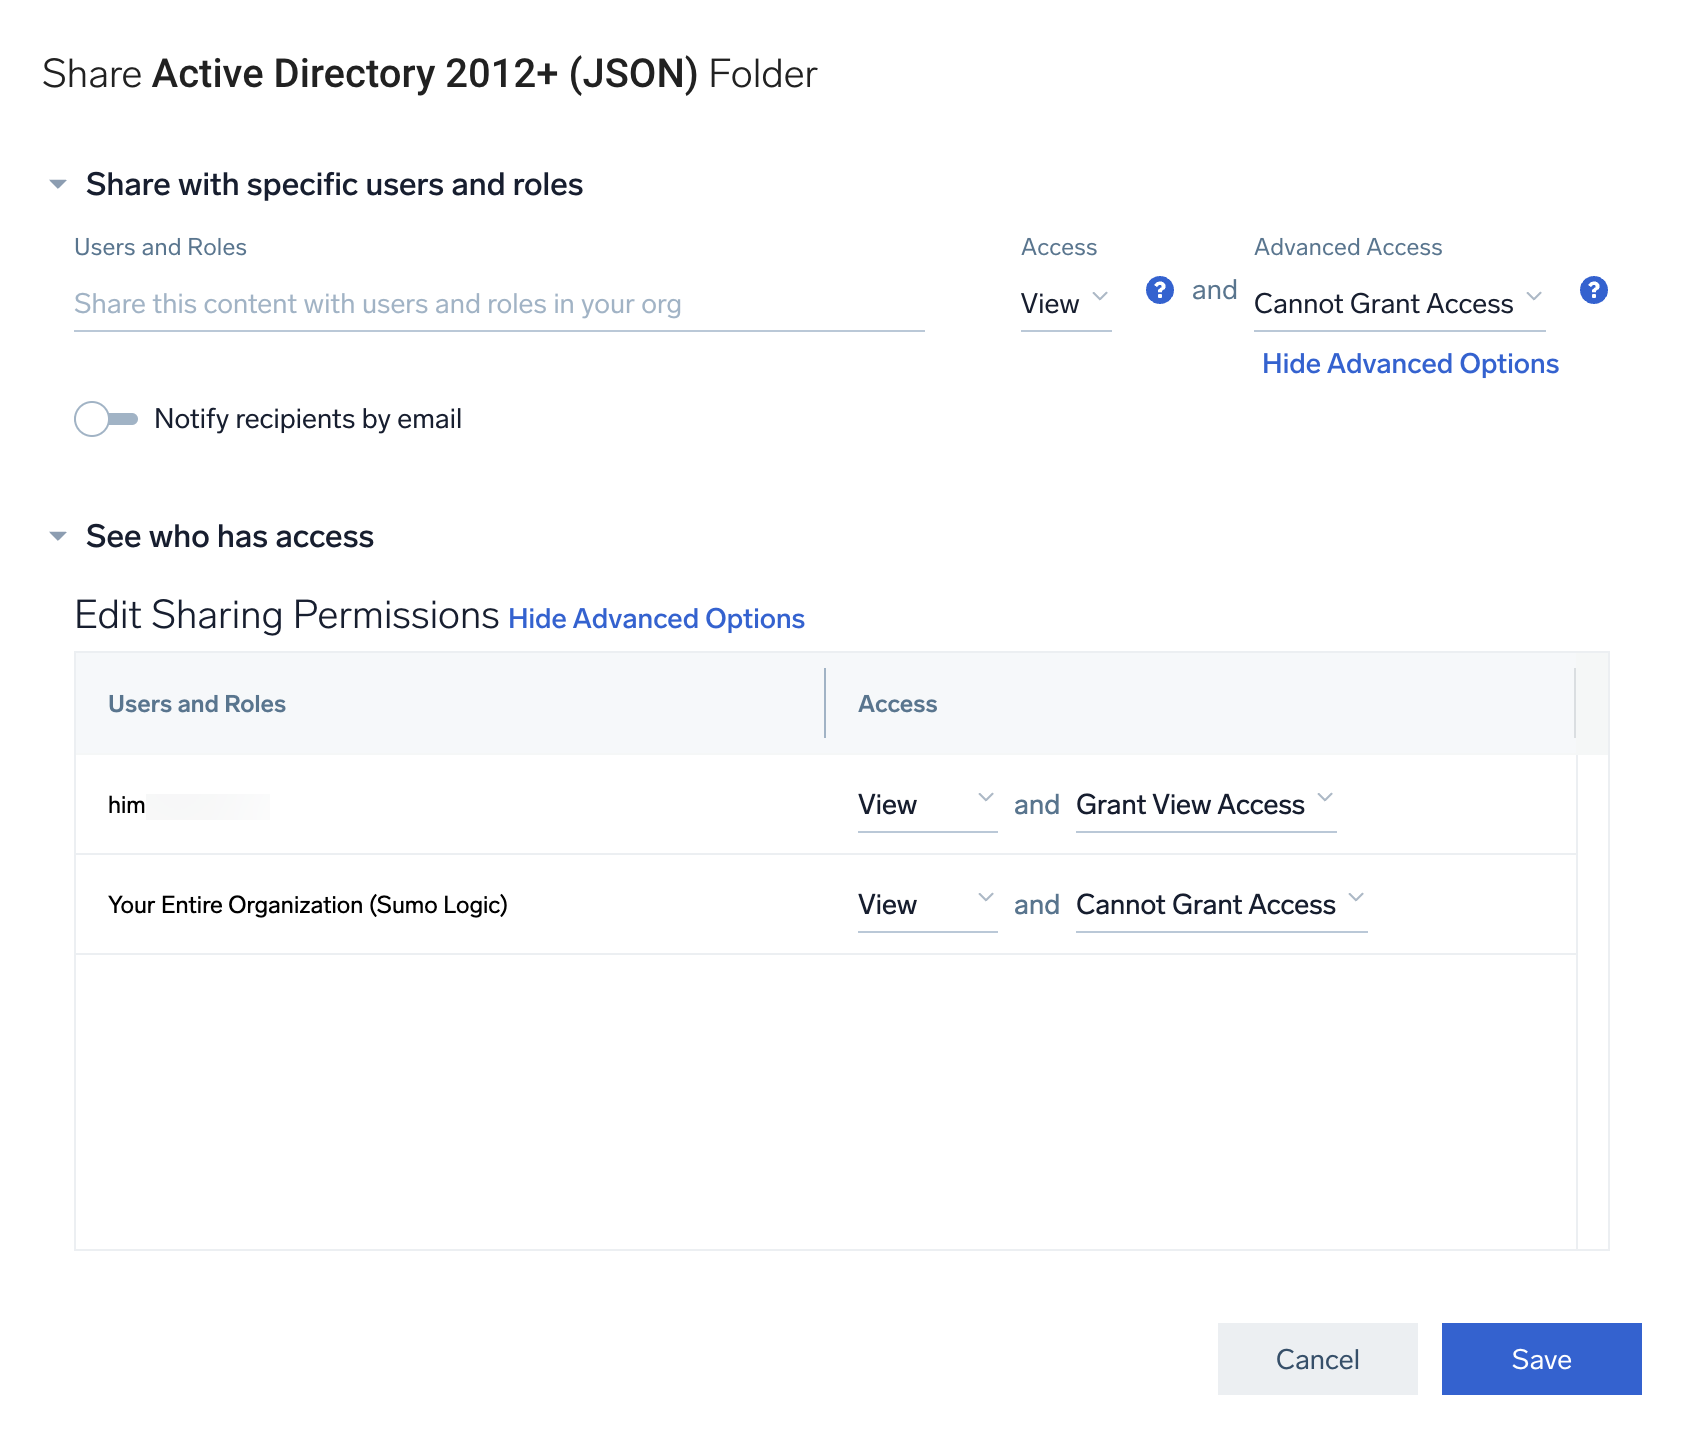 Share Active Directory 2012+ (JSON) Folder
Share with specific users and roles
Users and Roles
Access
Advanced Access
Share this content with users and roles in your org
View
?
and
Cannot Grant Access
?
Hide Advanced Options
Notify recipients by email
See who has access
Edit Sharing Permissions Hide Advanced Options
Users and Roles
Access
him
View
and
Grant View Access
Your Entire Organization (Sumo Logic)
View
and
Cannot Grant Access
Cancel
Save